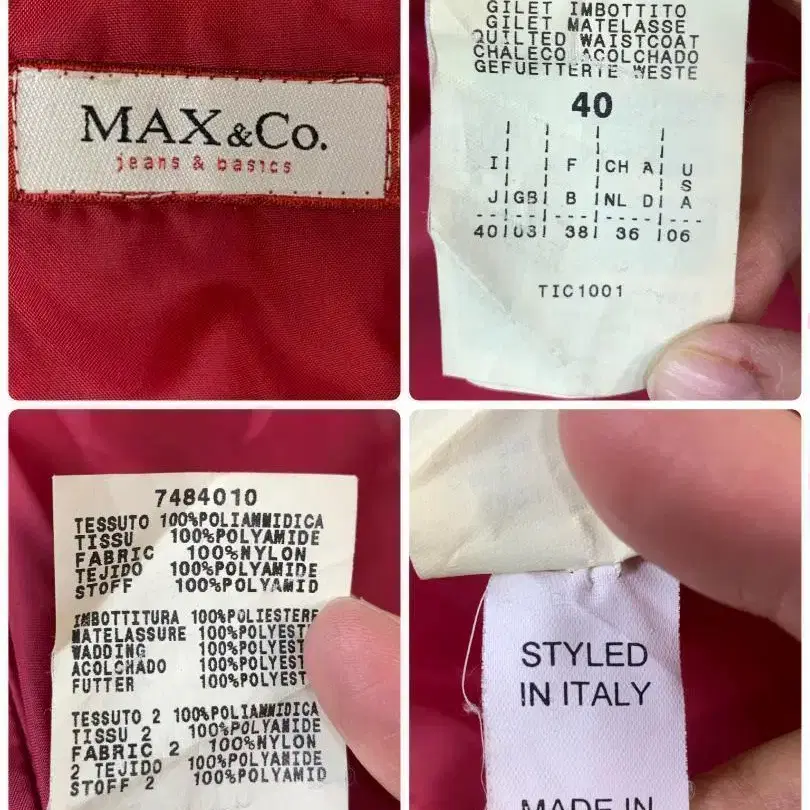 MAX&Co.
jeans & basics
GILET IMBOTTITO
GILET MATELASSE
QUILTED WAISTCOAT
CHALECO ACOLCHADO
GEFUETTERTE WESTE
40
I F CH A U
S
J GB B NL D A
40 03 38 36 06
TIC1001
7484010
TESSUTO 100%POLIAMMIDICA
TISSU 100%POLYAMIDE
FABRIC 100%NYLON
TEJIDO 100%POLYAMIDE
STOFF 100%POLYAMID
IMBOTTITURA 100%POLIESTERE
MATELASSURE 100%POLYEST
WADDING 100%POLYEST
ACOLCHADO 100%POLYEST
FUTTER 100%POLYEST
TESSUTO 2 100%POLIAMMIDICA
TISSU 2 100%POLYAMIDE
FABRIC 2 100%NYLON
2 TEJIDO 100%POLYAMIDE
STOFF 2 100%POLYAMID
STYLED
IN ITALY
MADE IN